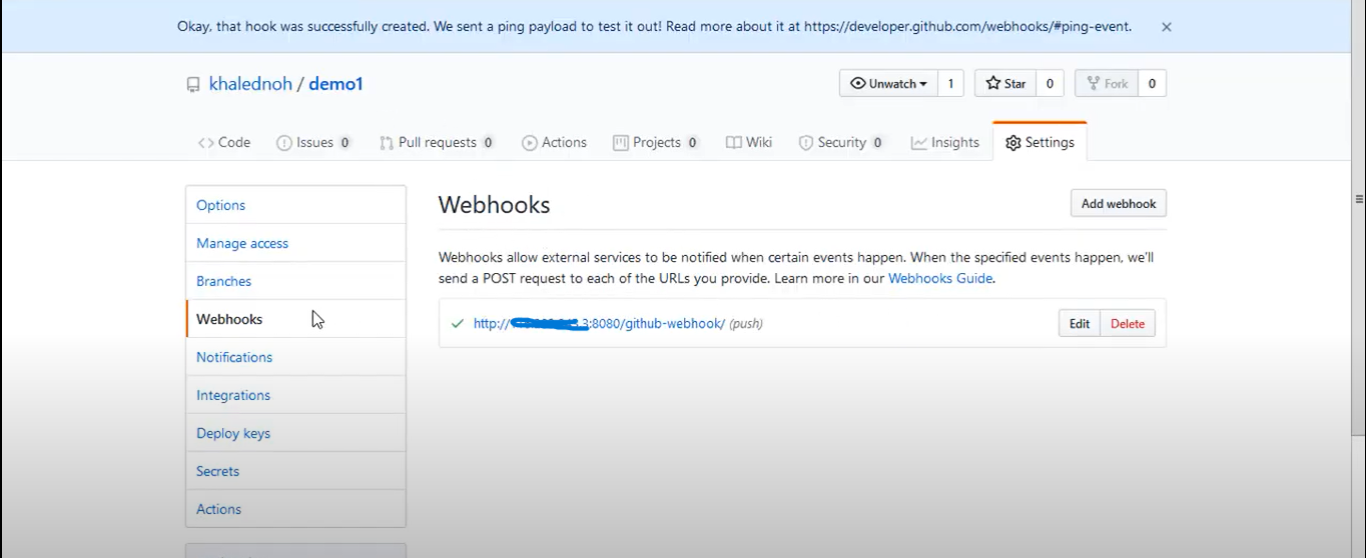 Okay, that hook was successfully created. We sent a ping payload to test it out! Read more about it at https://developer.github.com/webhooks/#ping-event.
khalednoh / demo1
Unwatch 1 Star 0 Fork 0
Code Issues 0 Pull requests 0 Actions Projects 0 Wiki Security 0 Insights Settings
Options
Manage access
Branches
Webhooks
Notifications
Integrations
Deploy keys
Secrets
Actions
Webhooks
Add webhook
Webhooks allow external services to be notified when certain events happen. When the specified events happen, we'll
send a POST request to each of the URLs you provide. Learn more in our Webhooks Guide.
http:// .3:8080/github-webhook/ (push) Edit Delete